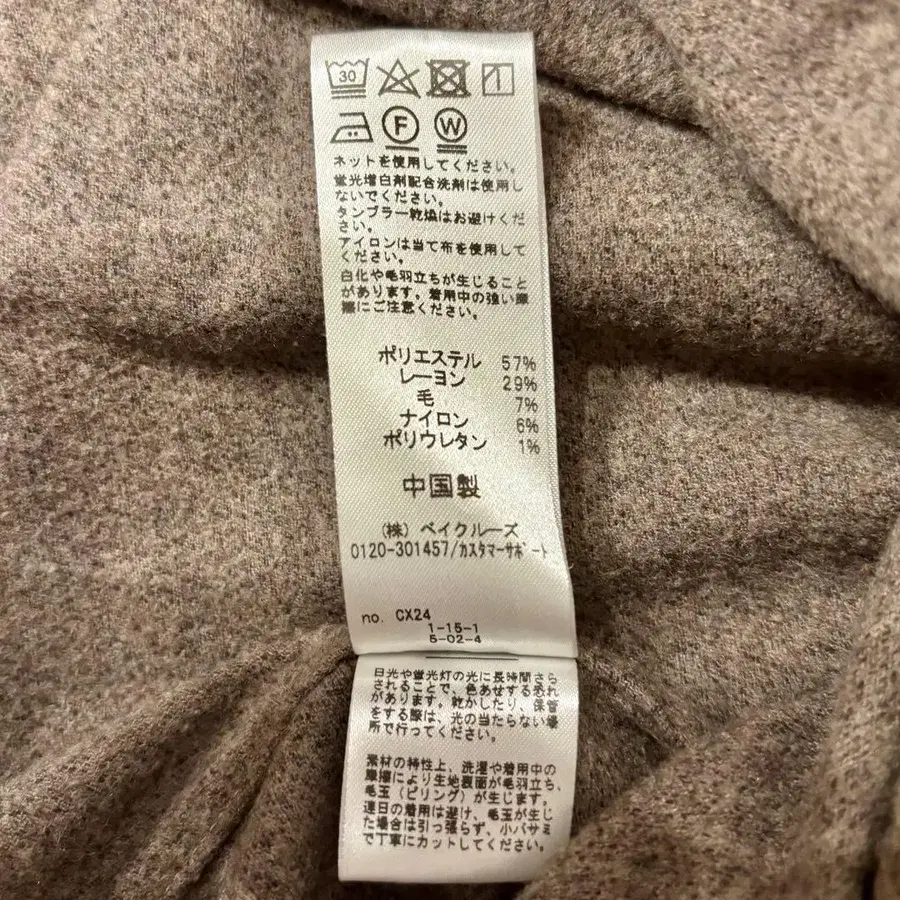 30
F W
ネットを使用してください。
蛍光増白剤配合洗剤は使用し
ないでください。
タンブラー乾燥はお避けくだ
さい。
アイロンは当て布を使用して
ください。
白化や毛羽立ちが生じること
があります。着用中の強い摩
擦にご注意ください。
ポリエステル 57%
レーヨン 29%
毛 7%
ナイロン 6%
ポリウレタン 1%
中国製
(株) ベイクルーズ
0120-301457/カスタマーサポート
no. CX24
1-15-1
5-02-4
日光や蛍光灯の光に長時間さら
されることで、色あせする恐れ
があります。乾かしたり、保管
をする際は、光の当たらない場
所で行ってください。
素材の特性上、洗濯や着用中の
摩擦により生地表面が毛羽立ち、
毛玉(ピリング)が生じます。
連日の着用は避け、毛玉が生じ
た場合は引っ張らず、小バサミ
で丁寧にカットしてください。